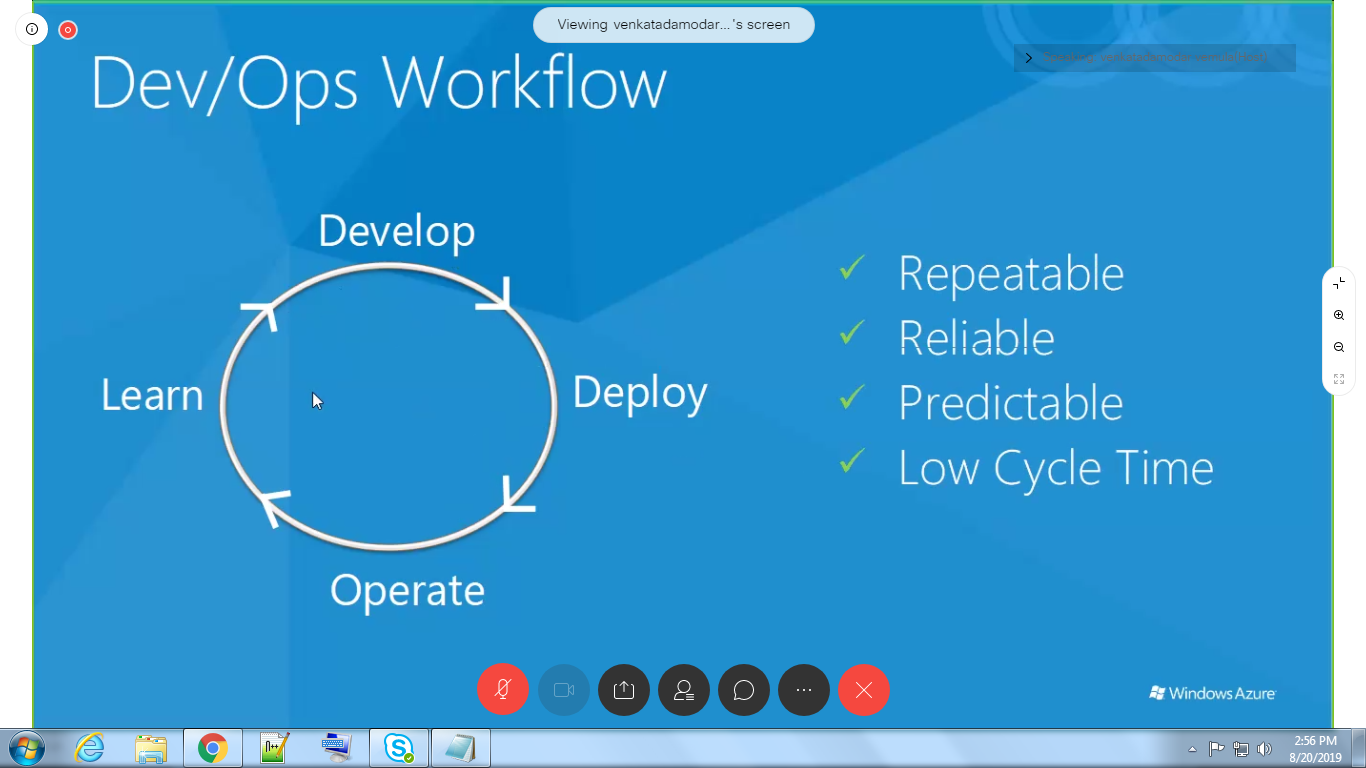 Viewing venkatadamodar...'s screen
Dev/Ops Workflow
Develop
Learn
Deploy
Operate
Repeatable
Reliable
Predictable
Low Cycle Time
Windows Azure
2:56 PM
8/20/2019